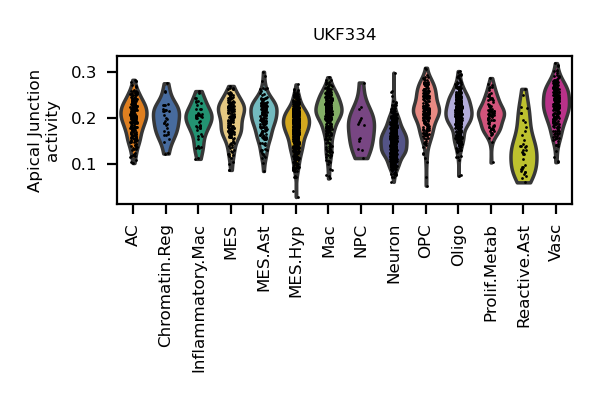 UKF334
Apical Junction
activity
0.3
0.2
0.1
AC
Chromatin.Reg
Inflammatory.Mac
MES
MES.Ast
MES.Hyp
Mac
NPC
Neuron
OPC
Oligo
Prolif.Metab
Reactive.Ast
Vasc